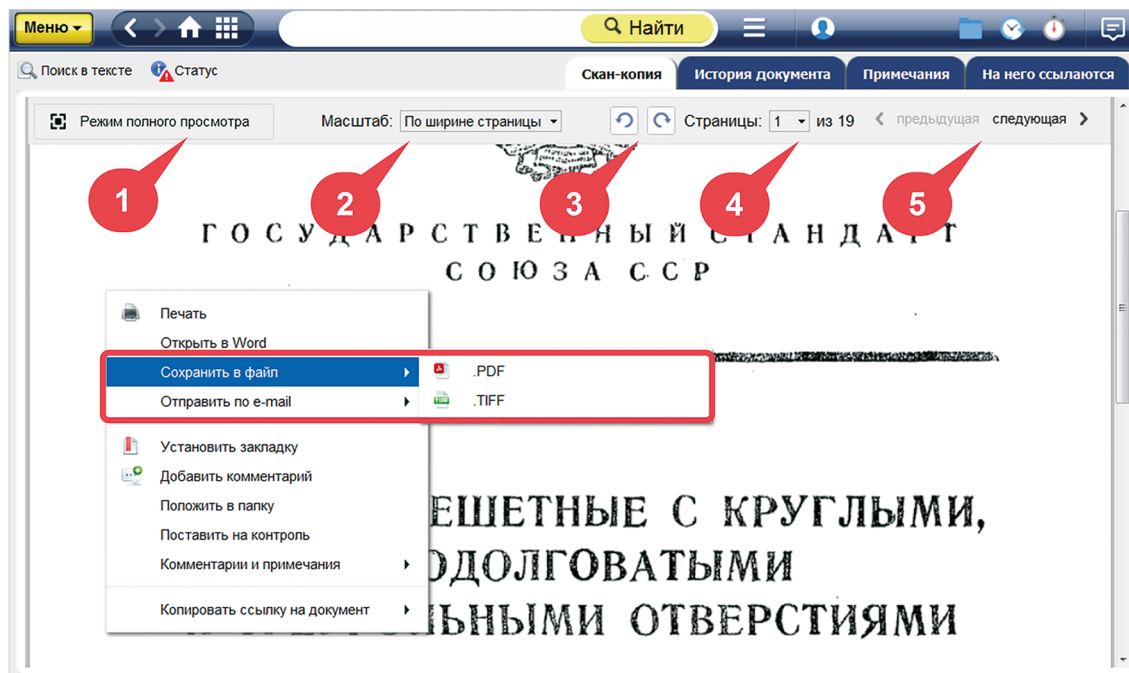 Меню
Найти
Поиск в тексте
Статус
Скан-копия
История документа
Примечания
На него ссылаются
Режим полного просмотра
Масштаб: По ширине страницы
Страницы: 1 из 19
предыдущая
следующая
1
2
3
4
5
ГОСУДАРСТВЕННЫЙ СТАНДАРТ
СОЮЗА ССР
Печать
Открыть в Word
Сохранить в файл
.PDF
Отправить по e-mail
.TIFF
Установить закладку
Добавить комментарий
Положить в папку
Поставить на контроль
Комментарии и примечания
Копировать ссылку на документ
ЕШЕТНЫЕ С КРУГЛЫМИ,
ОДОЛГОВАТЫМИ
ЬНЫМИ ОТВЕРСТИЯМИ